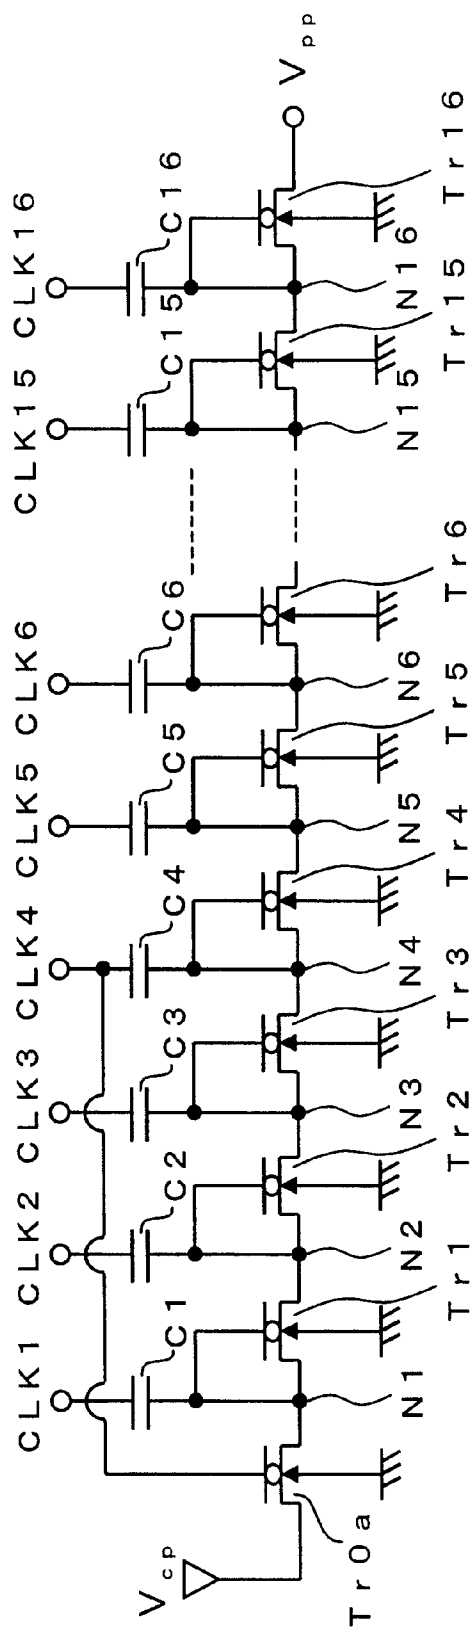 CLK1 CLK2 CLK3 CLK4 CLK5 CLK6 CLK15 CLK16
C1 C2 C3 C4 C5 C6 C15 C16
Vcp Vpp
N1 N2 N3 N4 N5 N6 N15 N16
Tr0a Tr1 Tr2 Tr3 Tr4 Tr5 Tr6 Tr15 Tr16